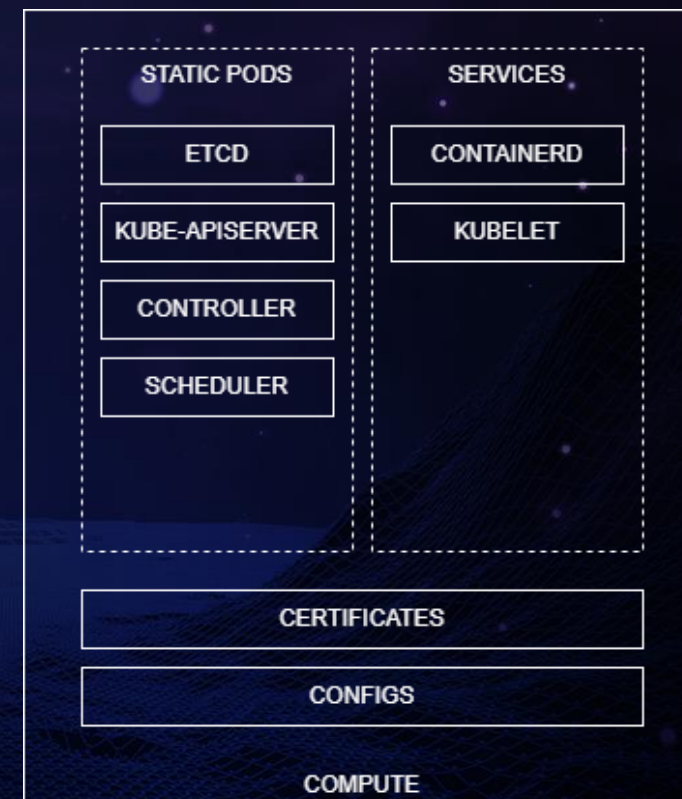 STATIC PODS
ETCD
KUBE-APISERVER
CONTROLLER
SCHEDULER
SERVICES
CONTAINERD
KUBELET
CERTIFICATES
CONFIGS
COMPUTE